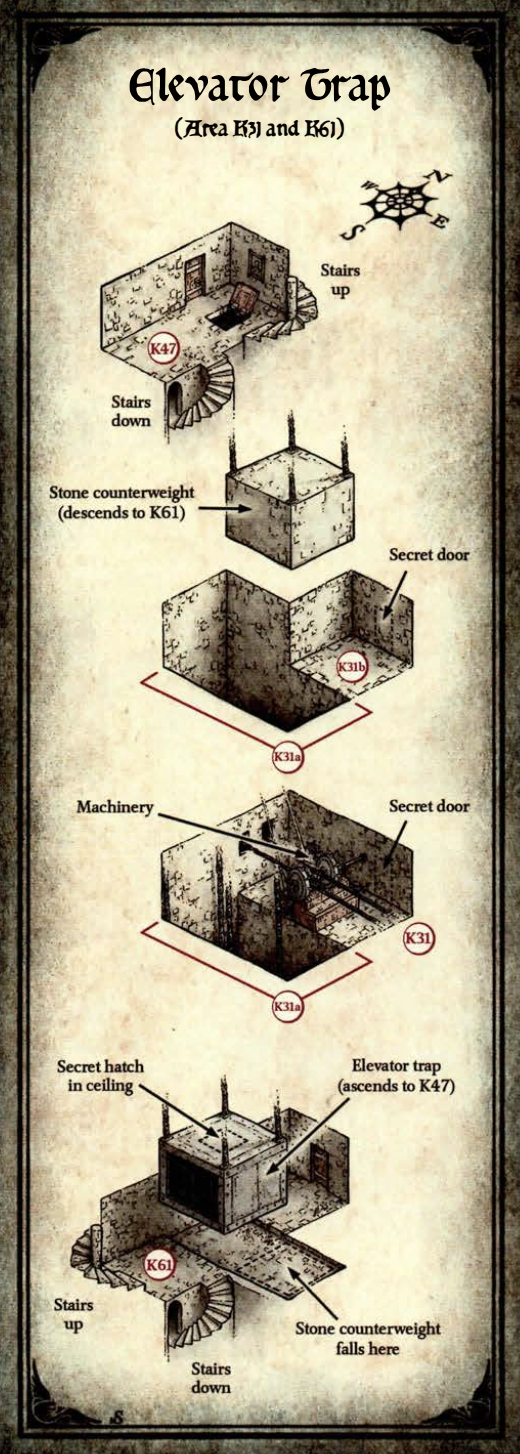 Elevator Trap
(Area K31 and K61)
N
W
E
S
Stairs
up
K47
Stairs
down
Stone counterweight
(descends to K61)
Secret door
K31b
K31a
Machinery
Secret door
K31
K31a
Secret hatch
in ceiling
Elevator trap
(ascends to K47)
K61
Stairs
up
Stone counterweight
falls here
Stairs
down
S